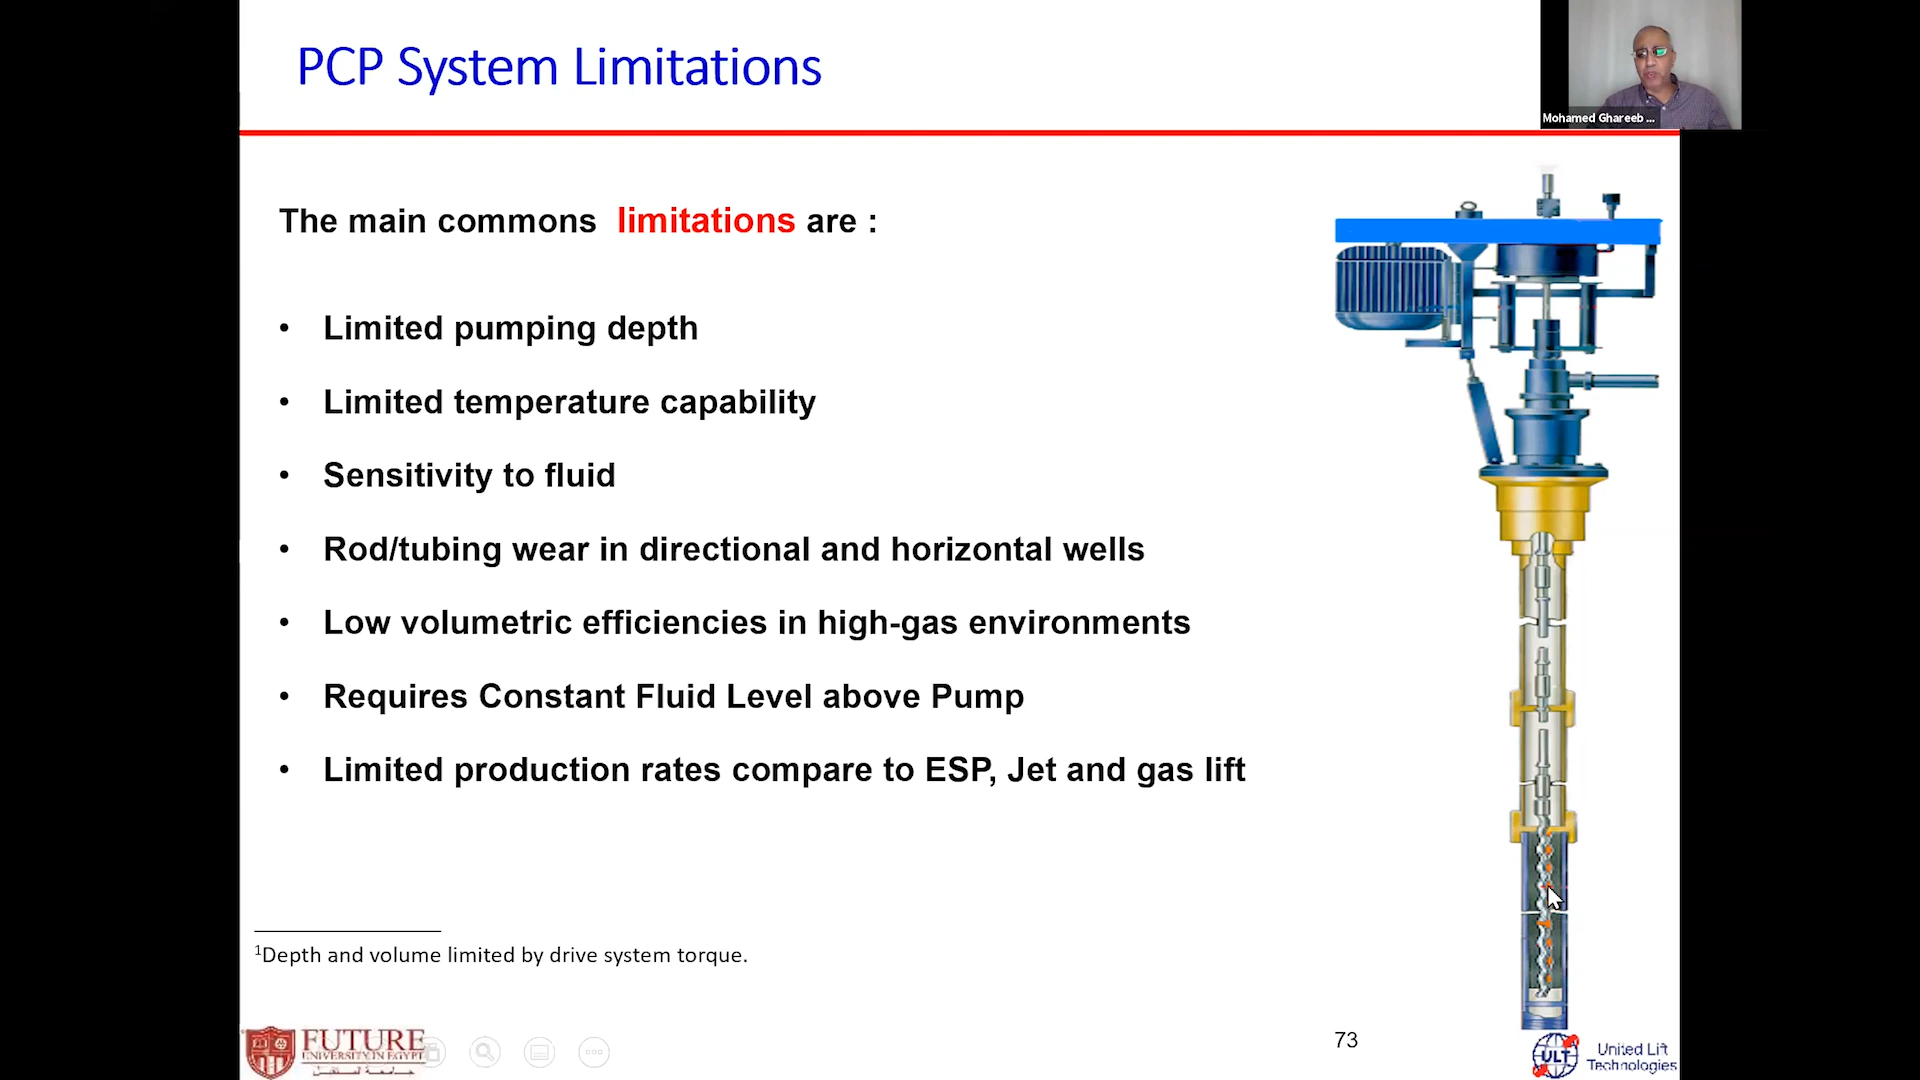 PCP System Limitations
Mohamed Ghareeb ...
The main commons limitations are :
• Limited pumping depth
• Limited temperature capability
• Sensitivity to fluid
• Rod/tubing wear in directional and horizontal wells
• Low volumetric efficiencies in high-gas environments
• Requires Constant Fluid Level above Pump
• Limited production rates compare to ESP, Jet and gas lift
¹Depth and volume limited by drive system torque.
FUTURE
UNIVERSITY IN EGYPT
73
ULT
United Lift
Technologies